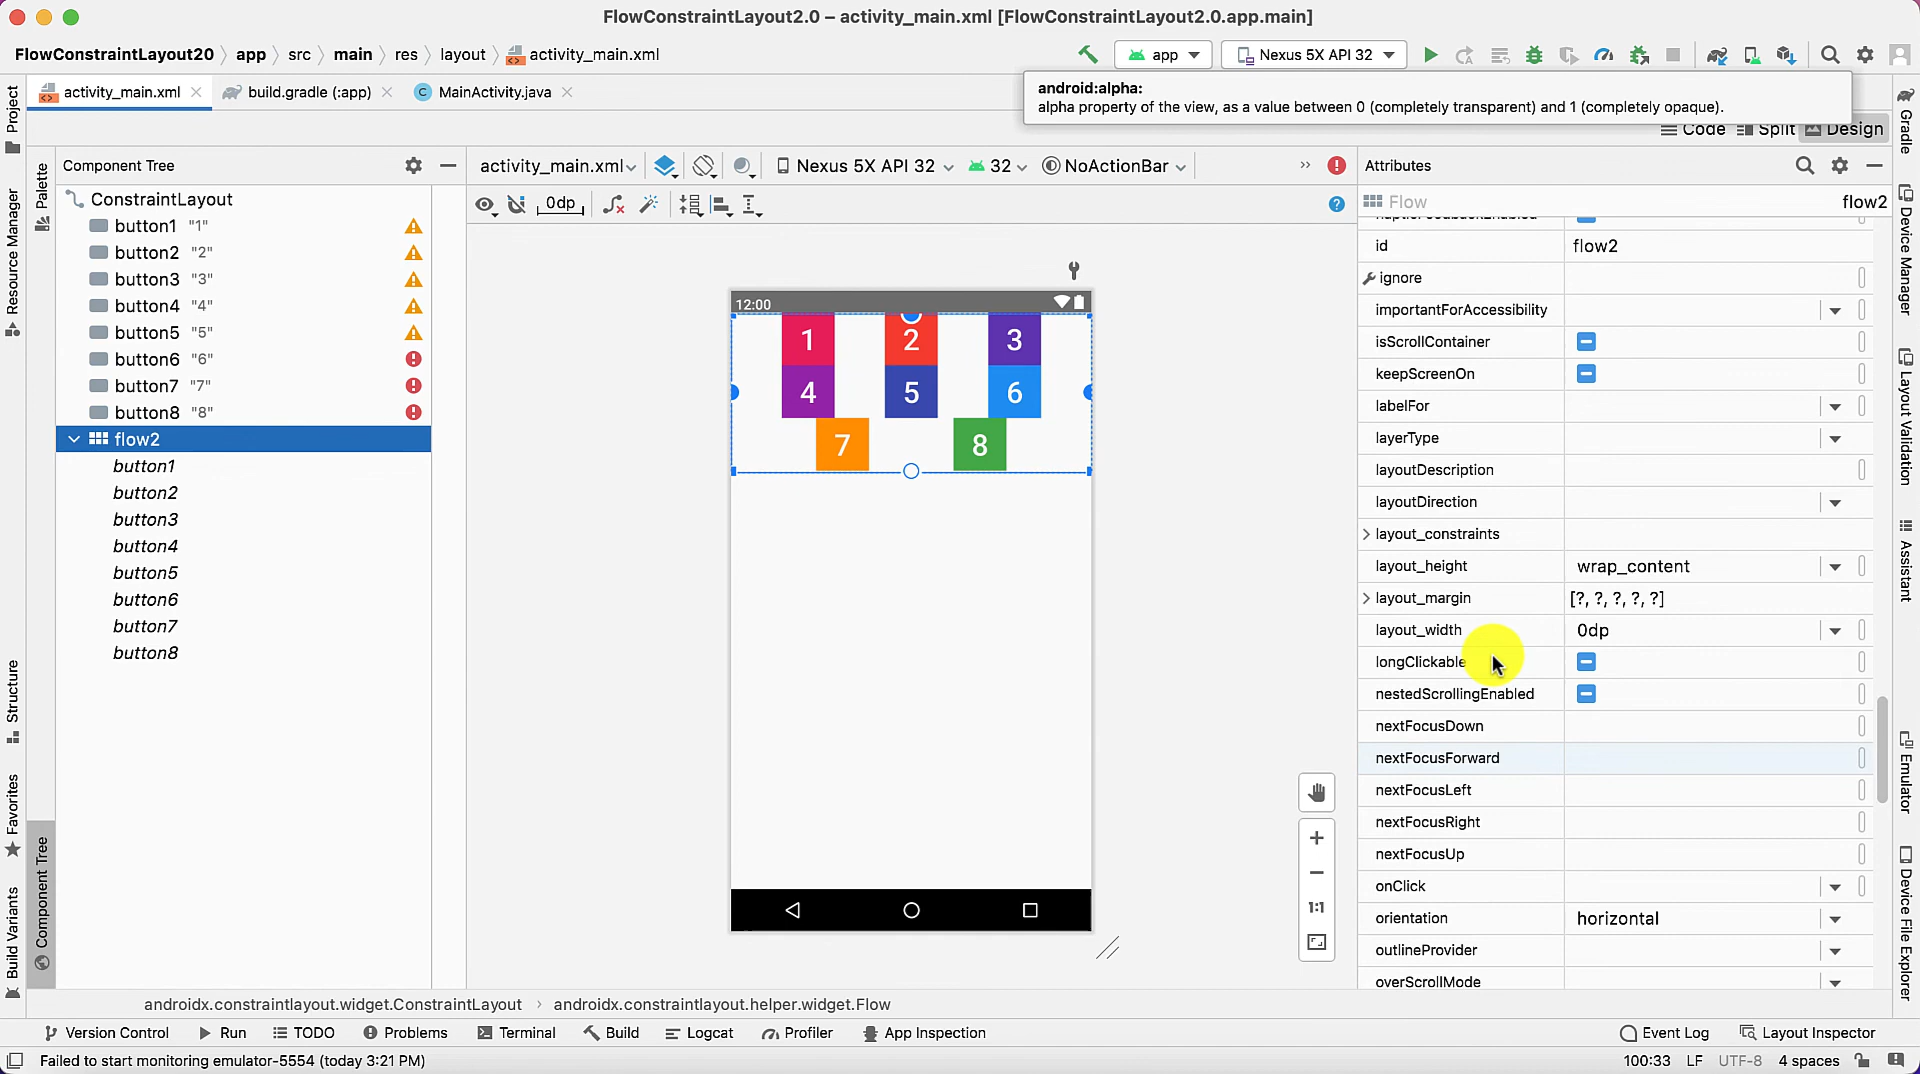 FlowConstraintLayout2.0 – activity_main.xml [FlowConstraintLayout2.0.app.main]
FlowConstraintLayout20 app src main res layout activity_main.xml
app
Nexus 5X API 32
activity_main.xml
build.gradle (:app)
MainActivity.java
android:alpha:
alpha property of the view, as a value between 0 (completely transparent) and 1 (completely opaque).
Code
Split
Design
Project
Resource Manager
Structure
Favorites
Build Variants
Palette
Component Tree
Component Tree
ConstraintLayout
button1 "1"
button2 "2"
button3 "3"
button4 "4"
button5 "5"
button6 "6"
button7 "7"
button8 "8"
flow2
button1
button2
button3
button4
button5
button6
button7
button8
activity_main.xml
Nexus 5X API 32
32
NoActionBar
0dp
12:00
1 2 3
4 5 6
7 8
1:1
Attributes
Flow flow2
id flow2
ignore
importantForAccessibility
isScrollContainer
keepScreenOn
labelFor
layerType
layoutDescription
layoutDirection
layout_constraints
layout_height wrap_content
layout_margin [?, ?, ?, ?, ?]
layout_width 0dp
longClickable
nestedScrollingEnabled
nextFocusDown
nextFocusForward
nextFocusLeft
nextFocusRight
nextFocusUp
onClick
orientation horizontal
outlineProvider
overScrollMode
Gradle
Device Manager
Layout Validation
Assistant
Emulator
Device File Explorer
androidx.constraintlayout.widget.ConstraintLayout
androidx.constraintlayout.helper.widget.Flow
Version Control
Run
TODO
Problems
Terminal
Build
Logcat
Profiler
App Inspection
Event Log
Layout Inspector
Failed to start monitoring emulator-5554 (today 3:21 PM)
100:33 LF UTF-8 4 spaces